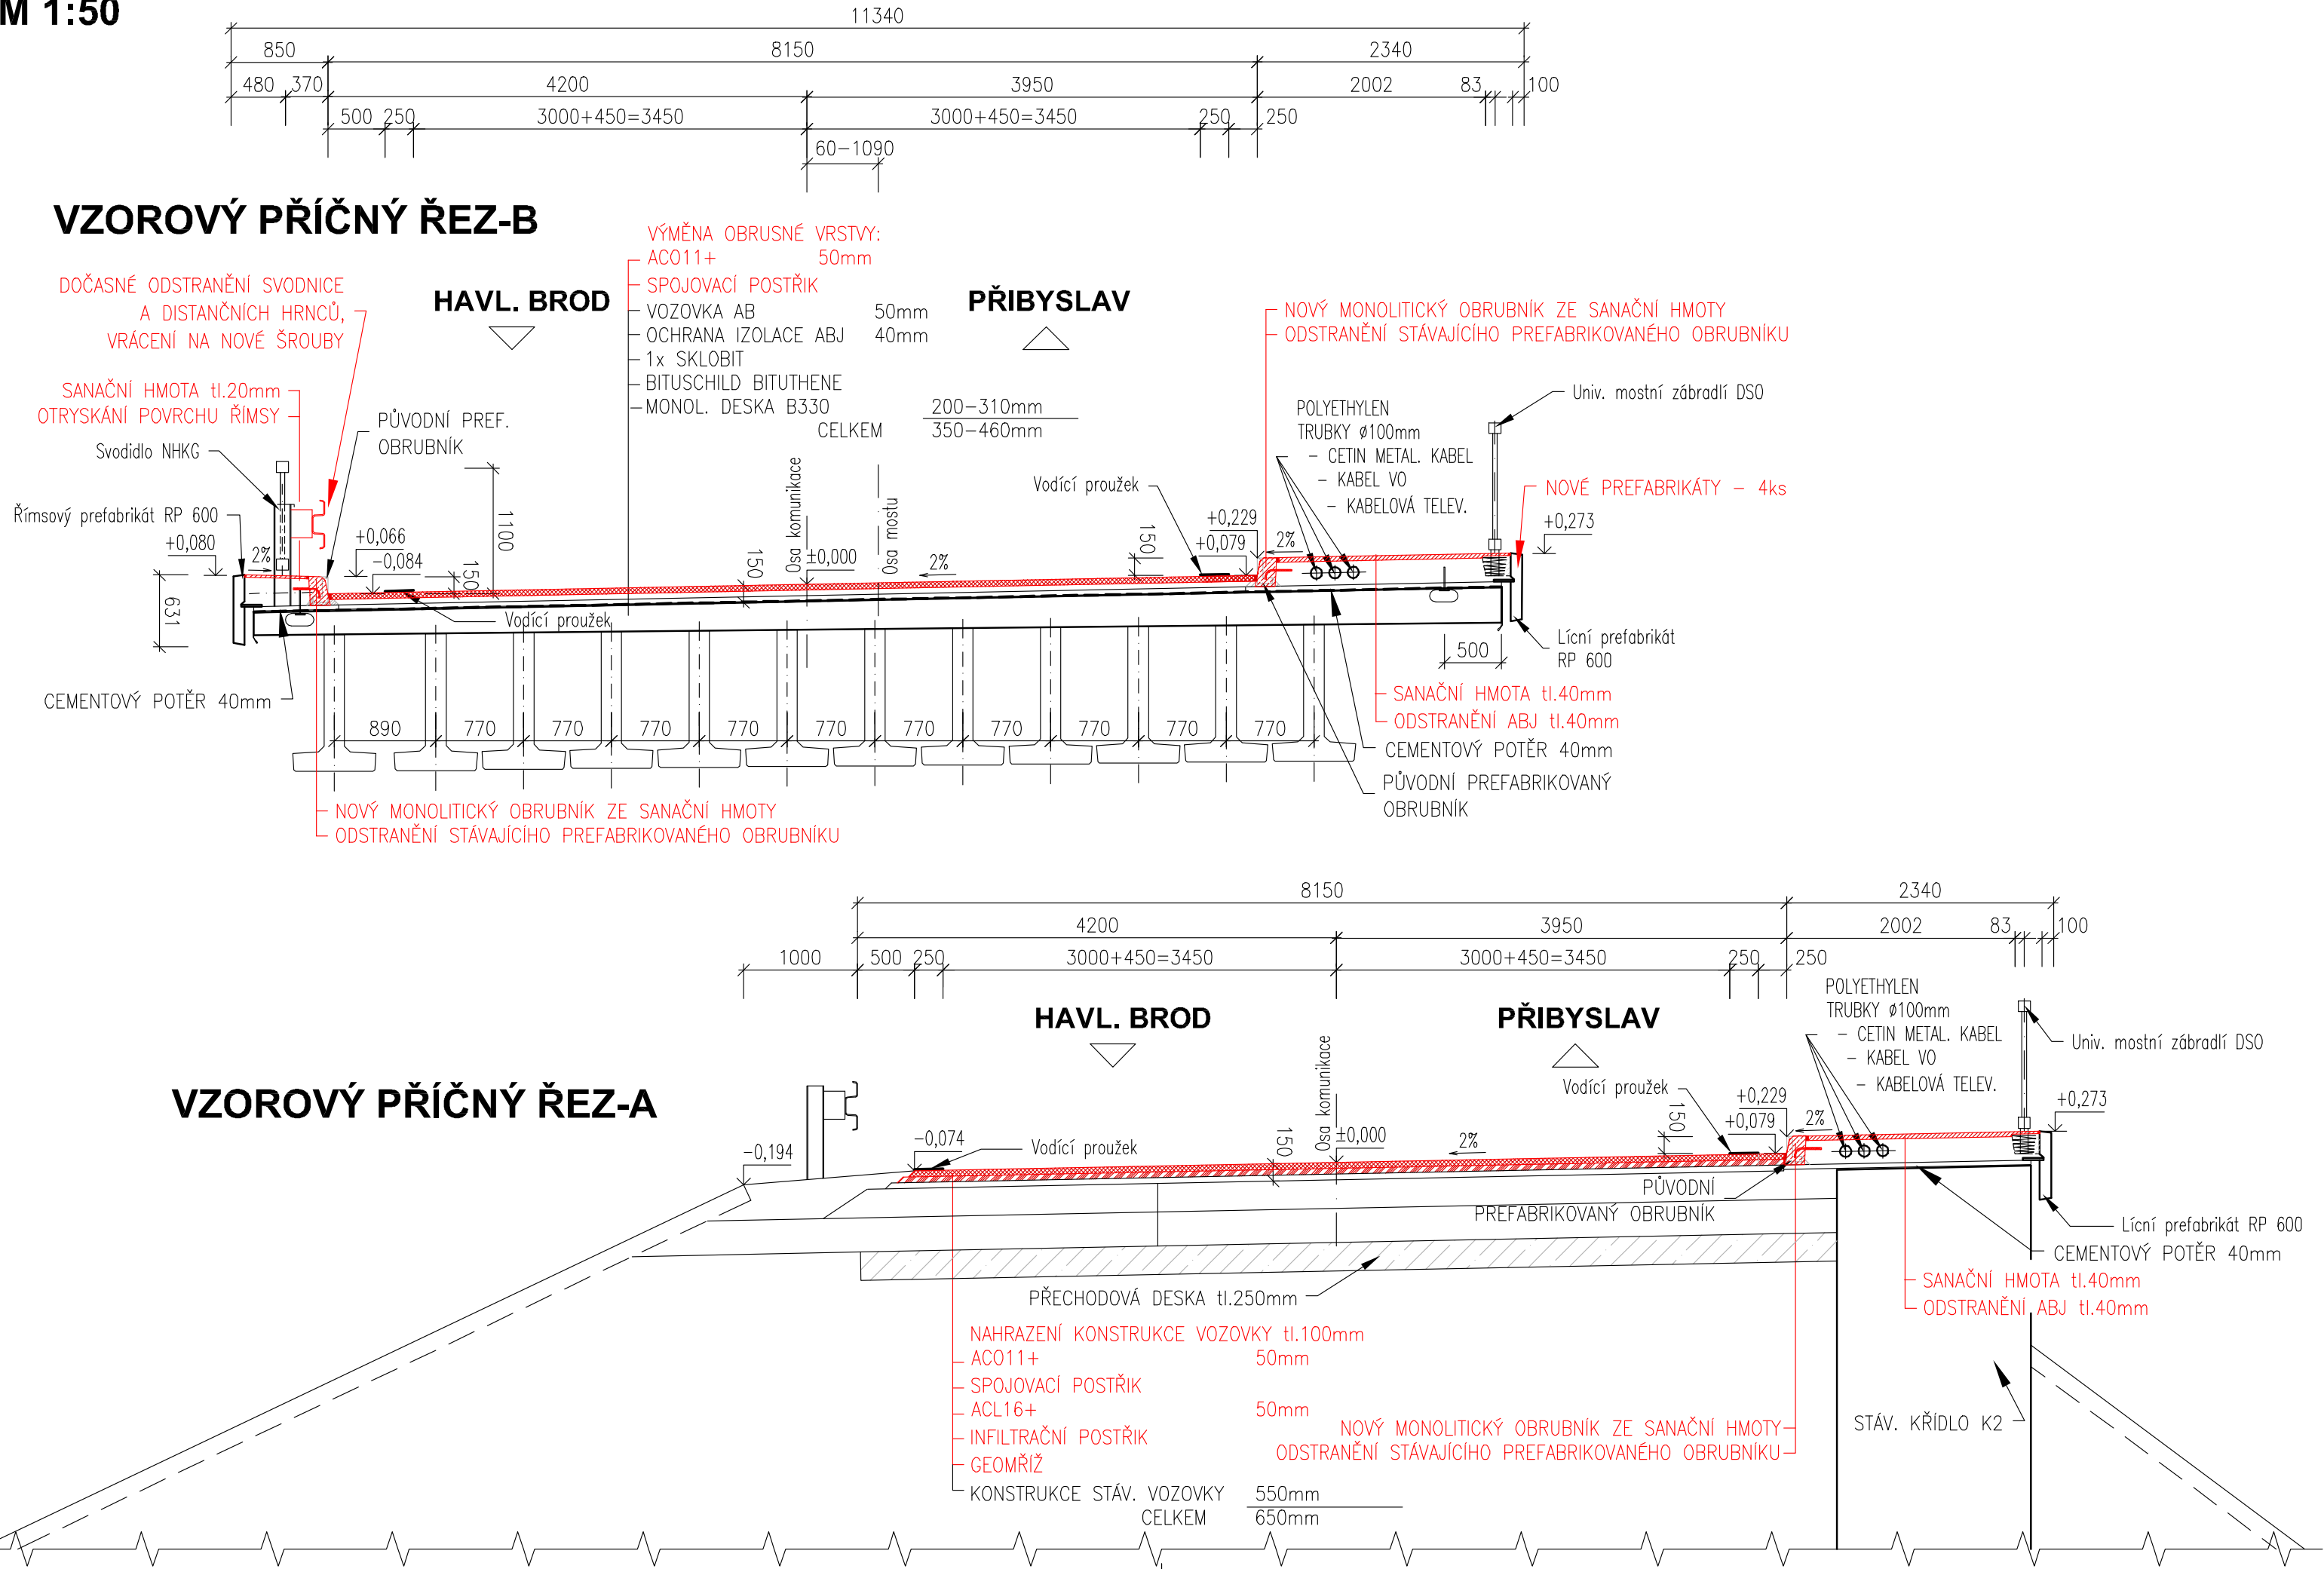 M 1:50
11340
850
8150
2340
480
370
4200
3950
2002
83
100
500
250
3000+450=3450
3000+450=3450
250
250
60-1090
VZOROVÝ PŘÍČNÝ ŘEZ-B
VÝMĚNA OBRUSNÉ VRSTVY:
ACO11+ 50mm
SPOJOVACÍ POSTŘIK
VOZOVKA AB 50mm
OCHRANA IZOLACE ABJ 40mm
1x SKLOBIT
BITUSCHILD BITUTHENE
MONOL. DESKA B330 200-310mm
CELKEM 350-460mm
DOČASNÉ ODSTRANĚNÍ SVODNICE
A DISTANČNÍCH HRNCŮ,
VRÁCENÍ NA NOVÉ ŠROUBY
HAVL. BROD
PŘIBYSLAV
NOVÝ MONOLITICKÝ OBRUBNÍK ZE SANAČNÍ HMOTY
ODSTRANĚNÍ STÁVAJÍCÍHO PREFABRIKOVANÉHO OBRUBNÍKU
SANAČNÍ HMOTA tl.20mm
OTRYSKÁNÍ POVRCHU ŘÍMSY
PŮVODNÍ PREF.
OBRUBNÍK
Svodidlo NHKG
Římsový prefabrikát RP 600
POLYETHYLEN
TRUBKY ø100mm
- CETIN METAL. KABEL
- KABEL VO
- KABELOVÁ TELEV.
Univ. mostní zábradlí DSO
Vodící proužek
NOVÉ PREFABRIKÁTY - 4ks
+0,080
2%
+0,066
-0,084
150
1100
150
Osa komunikace
±0,000
Osa mostu
2%
150
+0,229
+0,079
2%
+0,273
631
Vodící proužek
Lícní prefabrikát
RP 600
500
CEMENTOVÝ POTĚR 40mm
SANAČNÍ HMOTA tl.40mm
ODSTRANĚNÍ ABJ tl.40mm
CEMENTOVÝ POTĚR 40mm
PŮVODNÍ PREFABRIKOVANÝ
OBRUBNÍK
890
770
770
770
770
770
770
770
770
770
770
NOVÝ MONOLITICKÝ OBRUBNÍK ZE SANAČNÍ HMOTY
ODSTRANĚNÍ STÁVAJÍCÍHO PREFABRIKOVANÉHO OBRUBNÍKU
8150
2340
4200
3950
2002
83
100
1000
500
250
3000+450=3450
3000+450=3450
250
250
HAVL. BROD
PŘIBYSLAV
POLYETHYLEN
TRUBKY ø100mm
- CETIN METAL. KABEL
- KABEL VO
- KABELOVÁ TELEV.
Univ. mostní zábradlí DSO
VZOROVÝ PŘÍČNÝ ŘEZ-A
-0,194
-0,074
Vodící proužek
150
Osa komunikace
±0,000
2%
Vodící proužek
150
+0,229
+0,079
2%
+0,273
PŮVODNÍ
PREFABRIKOVANÝ OBRUBNÍK
Lícní prefabrikát RP 600
CEMENTOVÝ POTĚR 40mm
SANAČNÍ HMOTA tl.40mm
ODSTRANĚNÍ ABJ tl.40mm
PŘECHODOVÁ DESKA tl.250mm
NAHRAZENÍ KONSTRUKCE VOZOVKY tl.100mm
ACO11+ 50mm
SPOJOVACÍ POSTŘIK
ACL16+ 50mm
INFILTRAČNÍ POSTŘIK
GEOMŘÍŽ
KONSTRUKCE STÁV. VOZOVKY 550mm
CELKEM 650mm
NOVÝ MONOLITICKÝ OBRUBNÍK ZE SANAČNÍ HMOTY
ODSTRANĚNÍ STÁVAJÍCÍHO PREFABRIKOVANÉHO OBRUBNÍKU
STÁV. KŘÍDLO K2